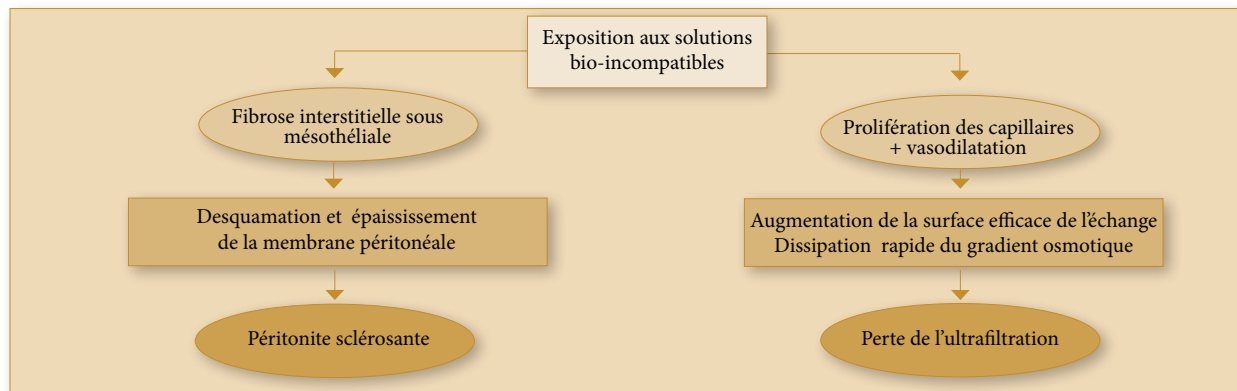 Exposition aux solutions
bio-incompatibles
Fibrose interstitielle sous
mésothéliale
Prolifération des capillaires
+ vasodilatation
Desquamation et épaississement
de la membrane péritonéale
Augmentation de la surface efficace de l'échange
Dissipation rapide du gradient osmotique
Péritonite sclérosante
Perte de l'ultrafiltration